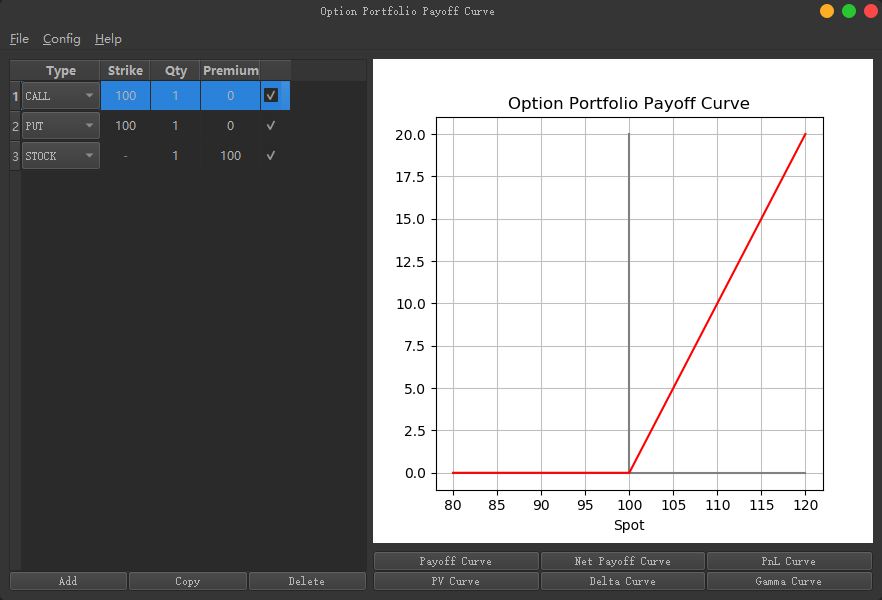 Option Portfolio Payoff Curve
File Config Help
Type Strike Qty Premium
1 CALL 100 1 0 ✓
2 PUT 100 1 0 ✓
3 STOCK - 1 100 ✓
Option Portfolio Payoff Curve
20.0
17.5
15.0
12.5
10.0
7.5
5.0
2.5
0.0
80 85 90 95 100 105 110 115 120
Spot
Payoff Curve Net Payoff Curve PnL Curve
Add Copy Delete PV Curve Delta Curve Gamma Curve